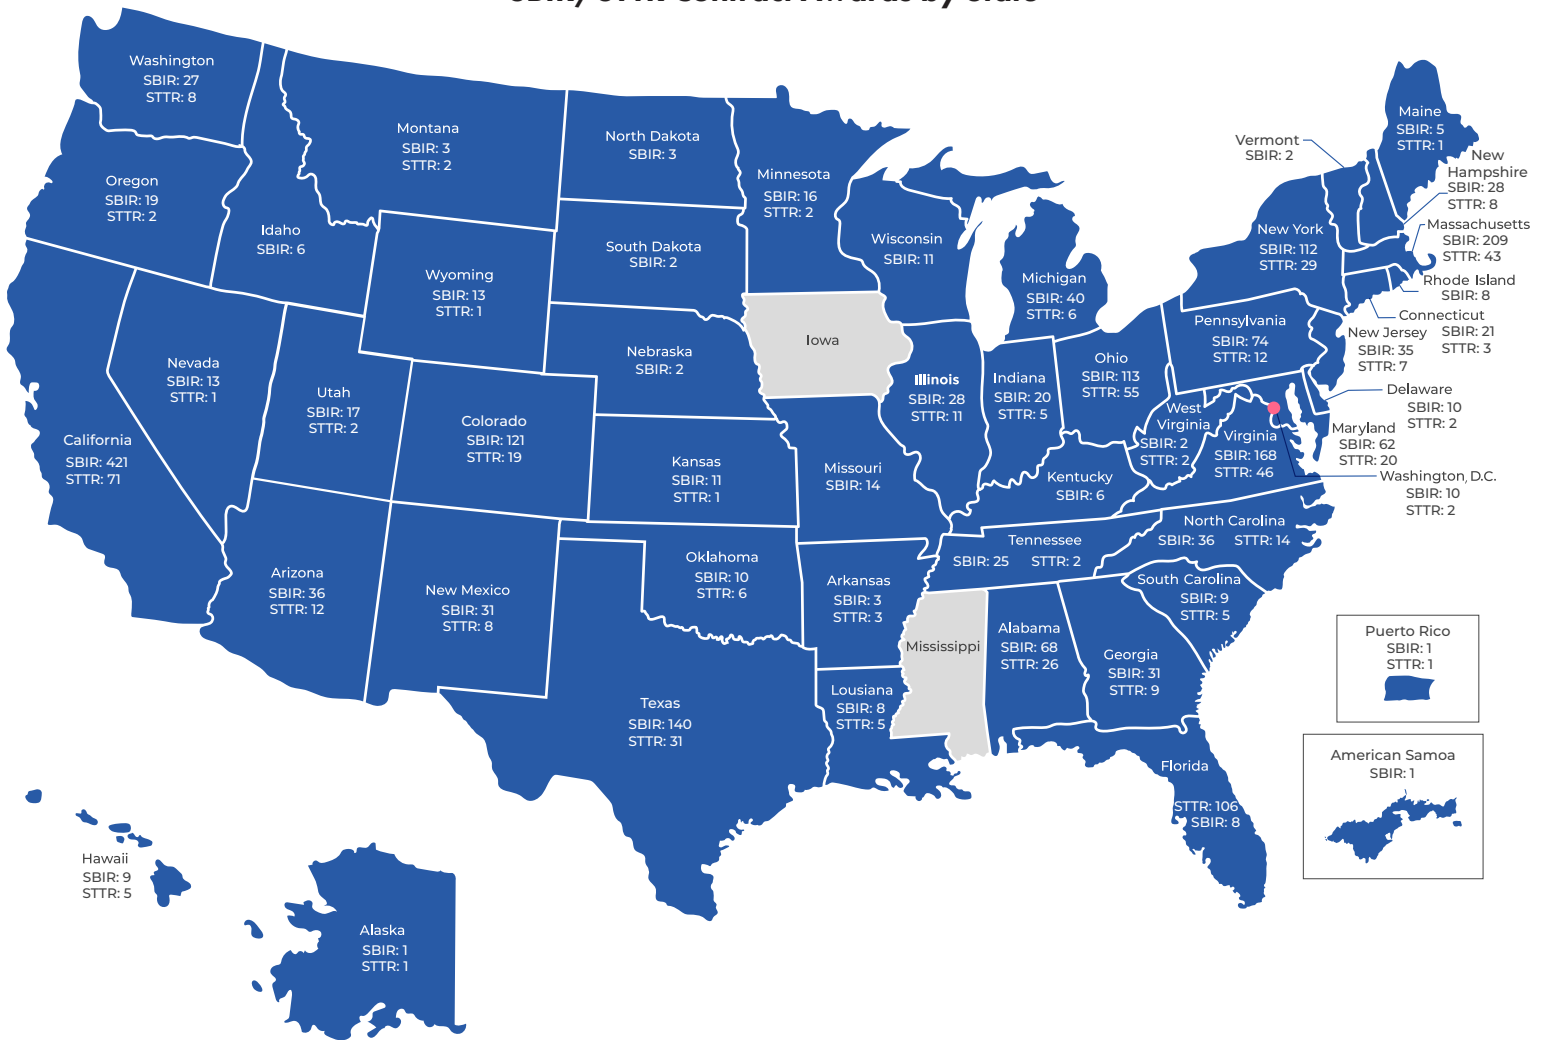 SBIR/STTR Contract Awards by State
Washington
SBIR: 27
STTR: 8
Oregon
SBIR: 19
STTR: 2
Idaho
SBIR: 6
Montana
SBIR: 3
STTR: 2
North Dakota
SBIR: 3
Minnesota
SBIR: 16
STTR: 2
South Dakota
SBIR: 2
Wyoming
SBIR: 13
STTR: 1
Wisconsin
SBIR: 11
Michigan
SBIR: 40
STTR: 6
New York
SBIR: 112
STTR: 29
Vermont
SBIR: 2
Maine
SBIR: 5
STTR: 1
New
Hampshire
SBIR: 28
STTR: 8
Massachusetts
SBIR: 209
STTR: 43
Rhode Island
SBIR: 8
Connecticut
SBIR: 21
STTR: 3
New Jersey
SBIR: 35
STTR: 7
Pennsylvania
SBIR: 74
STTR: 12
Delaware
SBIR: 10
STTR: 2
Maryland
SBIR: 62
STTR: 20
Washington, D.C.
SBIR: 10
STTR: 2
California
SBIR: 421
STTR: 71
Nevada
SBIR: 13
STTR: 1
Utah
SBIR: 17
STTR: 2
Colorado
SBIR: 121
STTR: 19
Nebraska
SBIR: 2
Iowa
Kansas
SBIR: 11
STTR: 1
Missouri
SBIR: 14
Illinois
SBIR: 28
STTR: 11
Indiana
SBIR: 20
STTR: 5
Ohio
SBIR: 113
STTR: 55
West
Virginia
SBIR: 2
STTR: 2
Virginia
SBIR: 168
STTR: 46
Kentucky
SBIR: 6
Tennessee
SBIR: 25 STTR: 2
North Carolina
SBIR: 36 STTR: 14
South Carolina
SBIR: 9
STTR: 5
Arizona
SBIR: 36
STTR: 12
New Mexico
SBIR: 31
STTR: 8
Oklahoma
SBIR: 10
STTR: 6
Arkansas
SBIR: 3
STTR: 3
Mississippi
Alabama
SBIR: 68
STTR: 26
Georgia
SBIR: 31
STTR: 9
Texas
SBIR: 140
STTR: 31
Lousiana
SBIR: 8
STTR: 5
Florida
STTR: 106
SBIR: 8
Puerto Rico
SBIR: 1
STTR: 1
American Samoa
SBIR: 1
Hawaii
SBIR: 9
STTR: 5
Alaska
SBIR: 1
STTR: 1